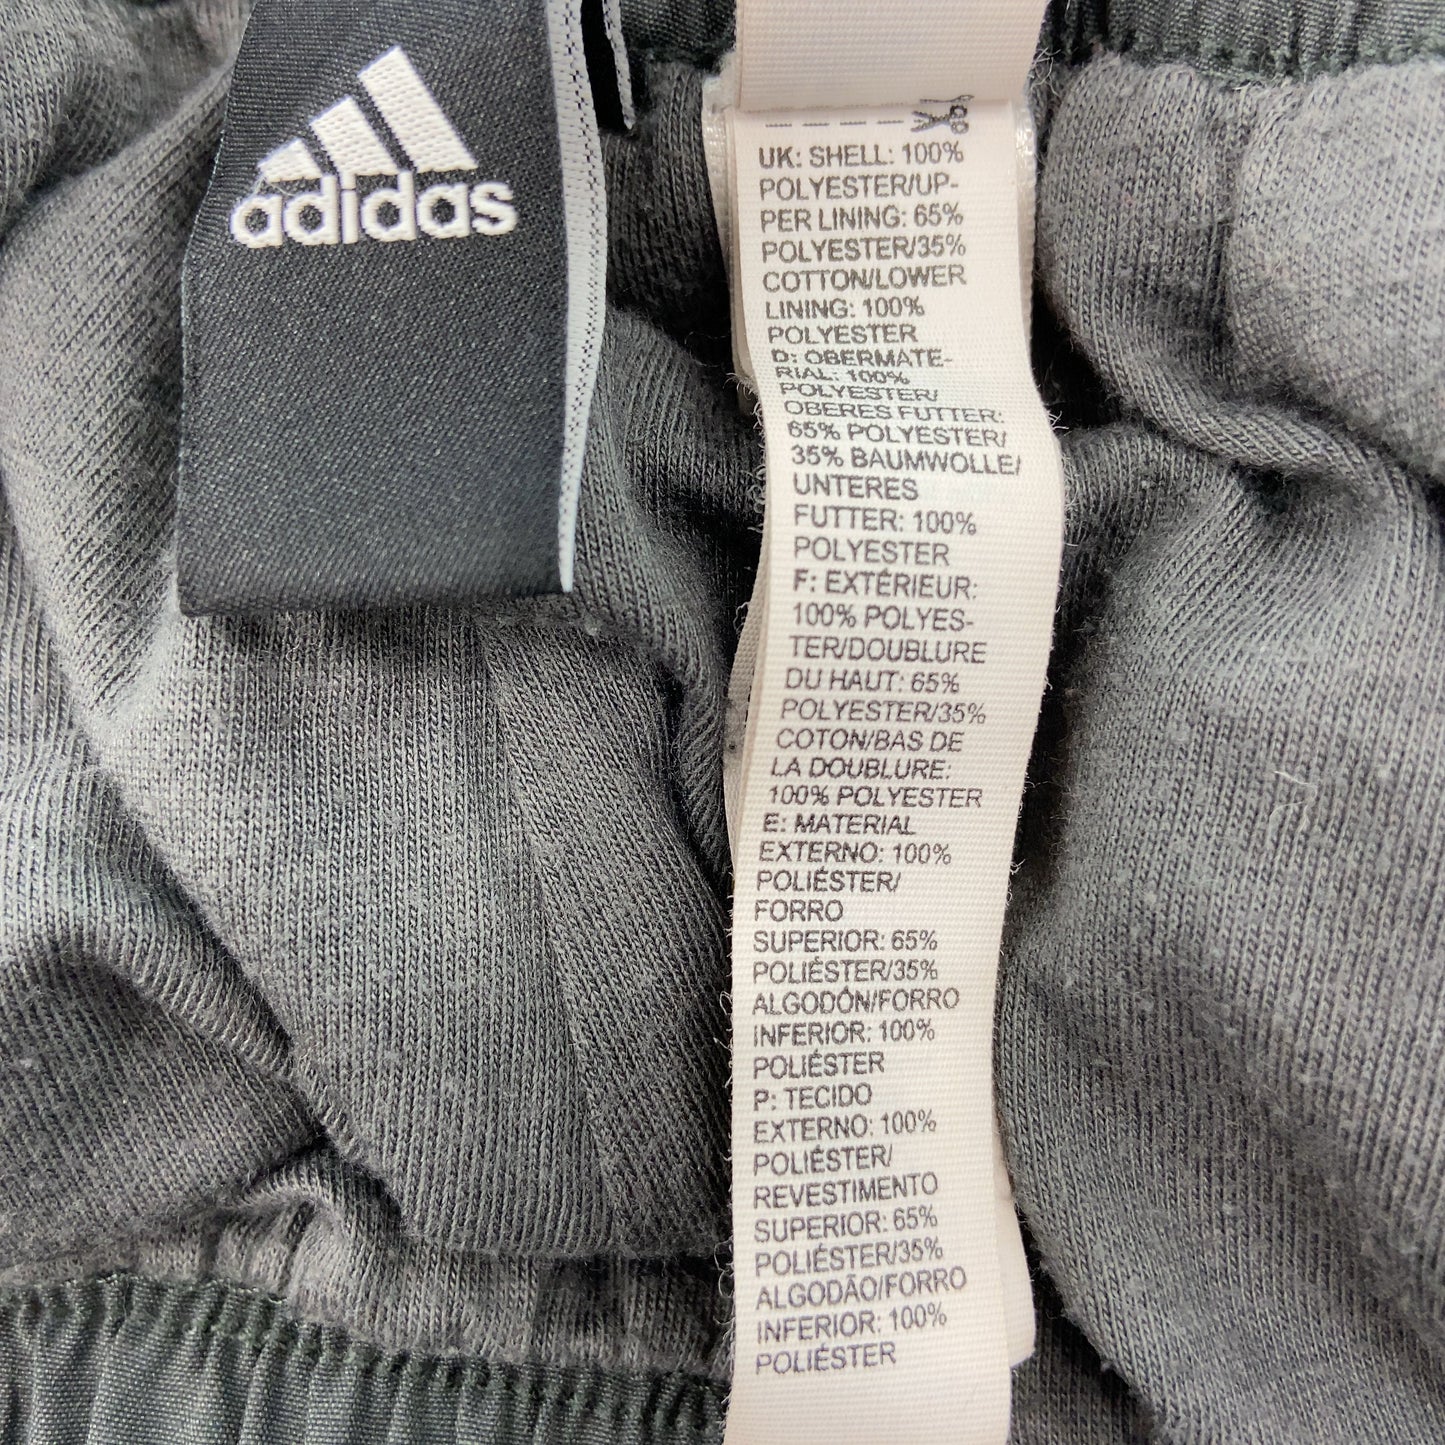 adidas
UK: SHELL: 100%
POLYESTER/UP-
PER LINING: 65%
POLYESTER/35%
COTTON/LOWER
LINING: 100%
POLYESTER
D: OBERMATE-
RIAL: 100%
POLYESTER/
OBERES FUTTER:
65% POLYESTER/
35% BAUMWOLLE/
UNTERES
FUTTER: 100%
POLYESTER
F: EXTÉRIEUR:
100% POLYES-
TER/DOUBLURE
DU HAUT: 65%
POLYESTER/35%
COTON/BAS DE
LA DOUBLURE:
100% POLYESTER
E: MATERIAL
EXTERNO: 100%
POLIÉSTER/
FORRO
SUPERIOR: 65%
POLIÉSTER/35%
ALGODÓN/FORRO
INFERIOR: 100%
POLIÉSTER
P: TECIDO
EXTERNO: 100%
POLIÉSTER/
REVESTIMENTO
SUPERIOR: 65%
POLIÉSTER/35%
ALGODÃO/FORRO
INFERIOR: 100%
POLIÉSTER